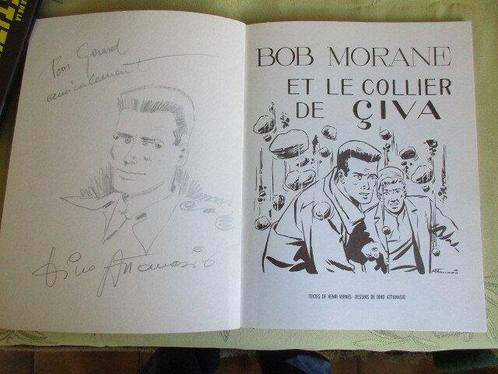 Pour Gérard
amicalement
Dino Attanasio
BOB MORANE
ET LE COLLIER
DE ÇIVA
Attanasio
TEXTES DE HENRI VERNES DESSINS DE DINO ATTANASIO